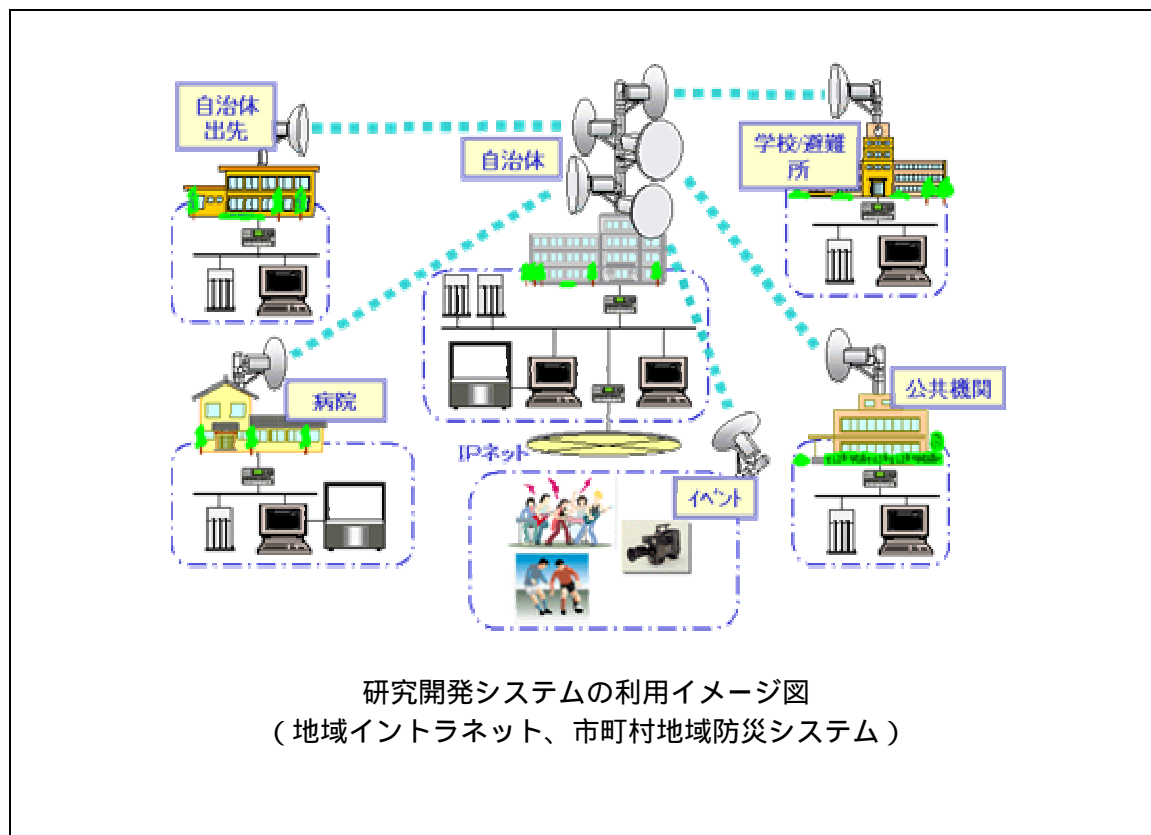 自治体
出先
自治体
学校/避難
所
病院
公共機関
IPネット
イベント
研究開発システムの利用イメージ図
(地域イントラネット、市町村地域防災システム)